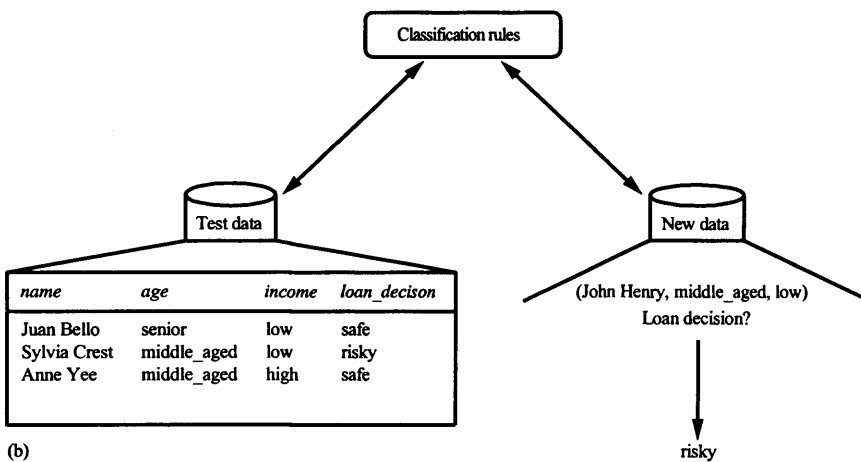 Classification rules
Test data
New data
name age income loan_decison
Juan Bello senior low safe
Sylvia Crest middle_aged low risky
Anne Yee middle_aged high safe
(John Henry, middle_aged, low)
Loan decision?
risky
(b)